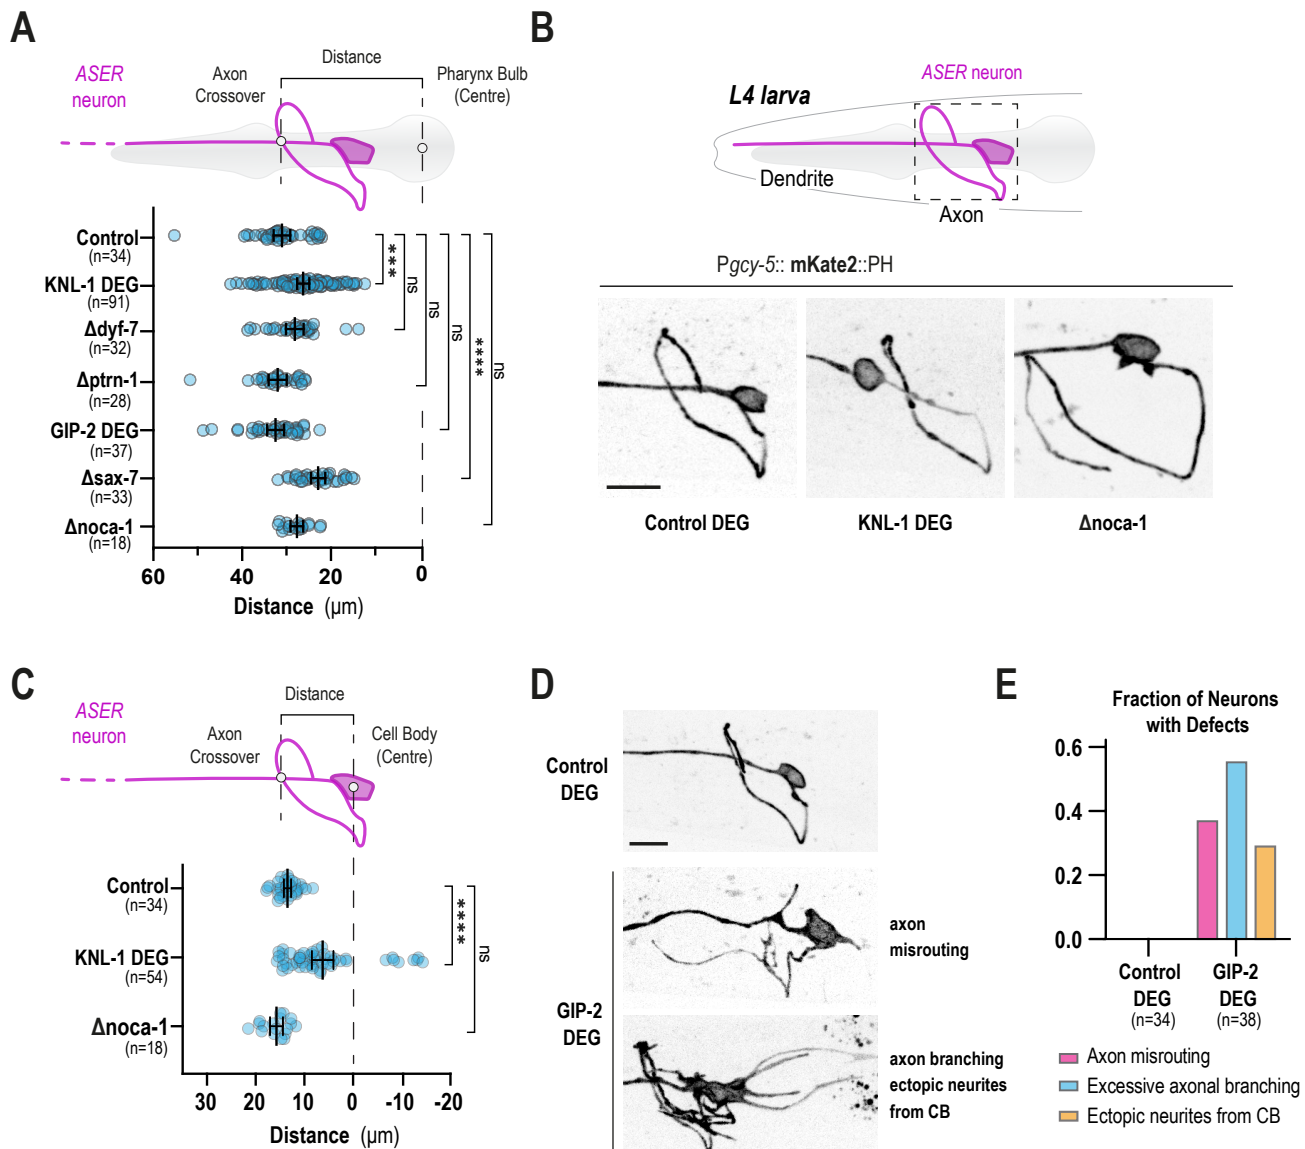 A
ASER
neuron
Axon
Crossover
Distance
Pharynx Bulb
(Centre)
Control
(n=34)
KNL-1 DEG
(n=91)
Δdyf-7
(n=32)
Δptrn-1
(n=28)
GIP-2 DEG
(n=37)
Δsax-7
(n=33)
Δnoca-1
(n=18)
***
ns
ns
ns
****
ns
60
40
20
0
Distance (μm)
B
L4 larva
ASER neuron
Dendrite
Axon
Pgcy-5:: mKate2::PH
Control DEG
KNL-1 DEG
Δnoca-1
C
ASER
neuron
Axon
Crossover
Distance
Cell Body
(Centre)
Control
(n=34)
KNL-1 DEG
(n=54)
Δnoca-1
(n=18)
****
ns
30
20
10
0
-10
-20
Distance (μm)
D
Control
DEG
GIP-2
DEG
axon
misrouting
axon branching
ectopic neurites
from CB
E
Fraction of Neurons
with Defects
0.6
0.4
0.2
0.0
Control
DEG
(n=34)
GIP-2
DEG
(n=38)
Axon misrouting
Excessive axonal branching
Ectopic neurites from CB